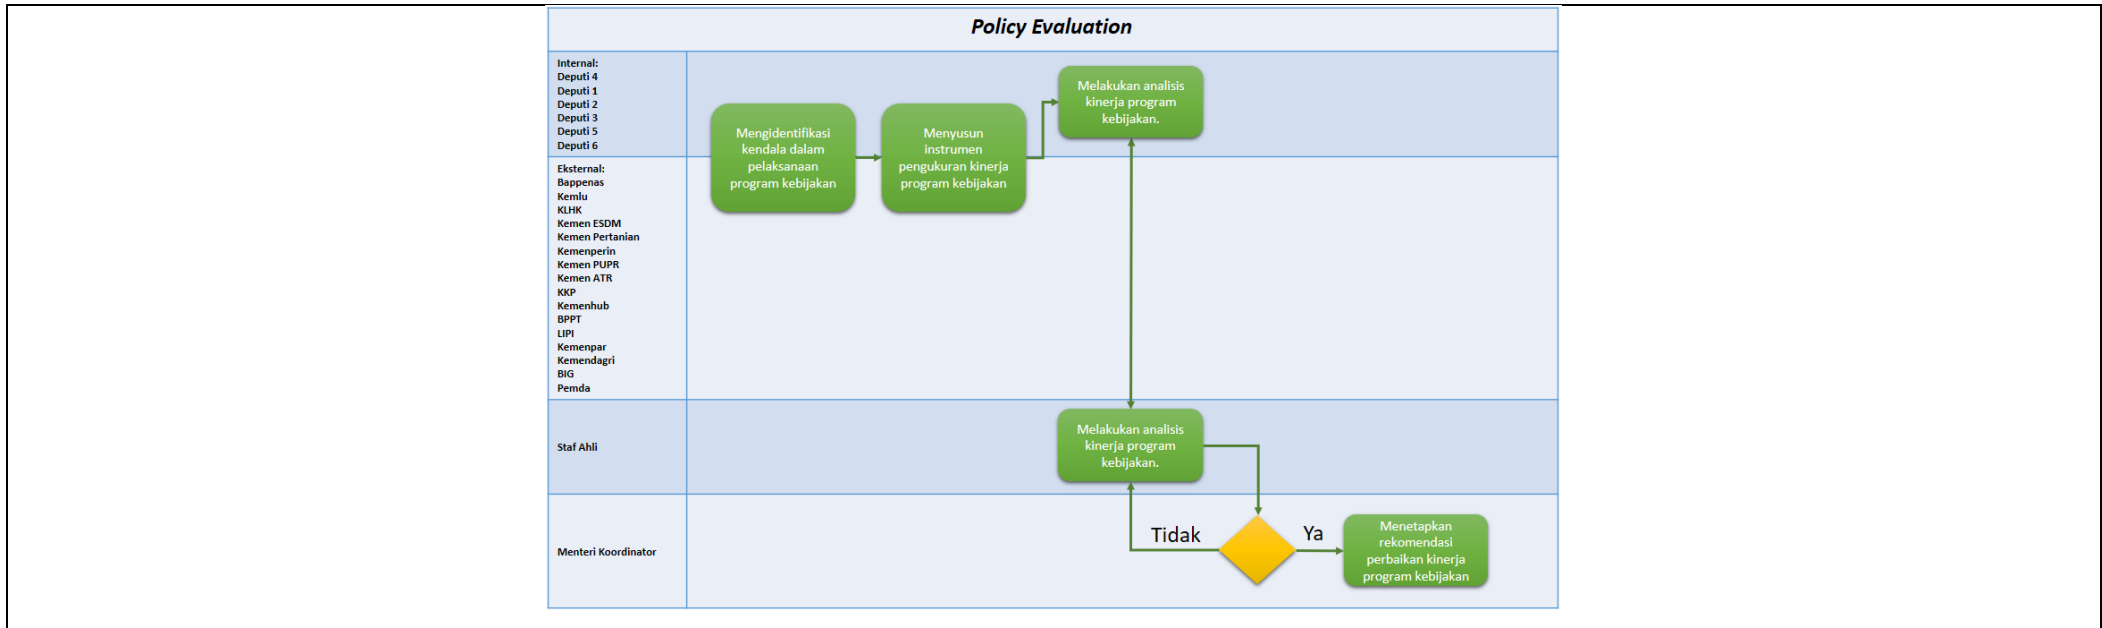 Policy Evaluation
Internal:
Deputi 4
Deputi 1
Deputi 2
Deputi 3
Deputi 5
Deputi 6
Mengidentifikasi
kendala dalam
pelaksanaan
program kebijakan
Menyusun
instrumen
pengukuran kinerja
program kebijakan
Melakukan analisis
kinerja program
kebijakan.
Eksternal:
Bappenas
Kemlu
KLHK
Kemen ESDM
Kemen Pertanian
Kemenperin
Kemen PUPR
Kemen ATR
KKP
Kemenhub
BPPT
LIPI
Kemenpar
Kemendagri
BIG
Pemda
Staf Ahli
Melakukan analisis
kinerja program
kebijakan.
Menteri Koordinator
Tidak
Ya
Menetapkan
rekomendasi
perbaikan kinerja
program kebijakan